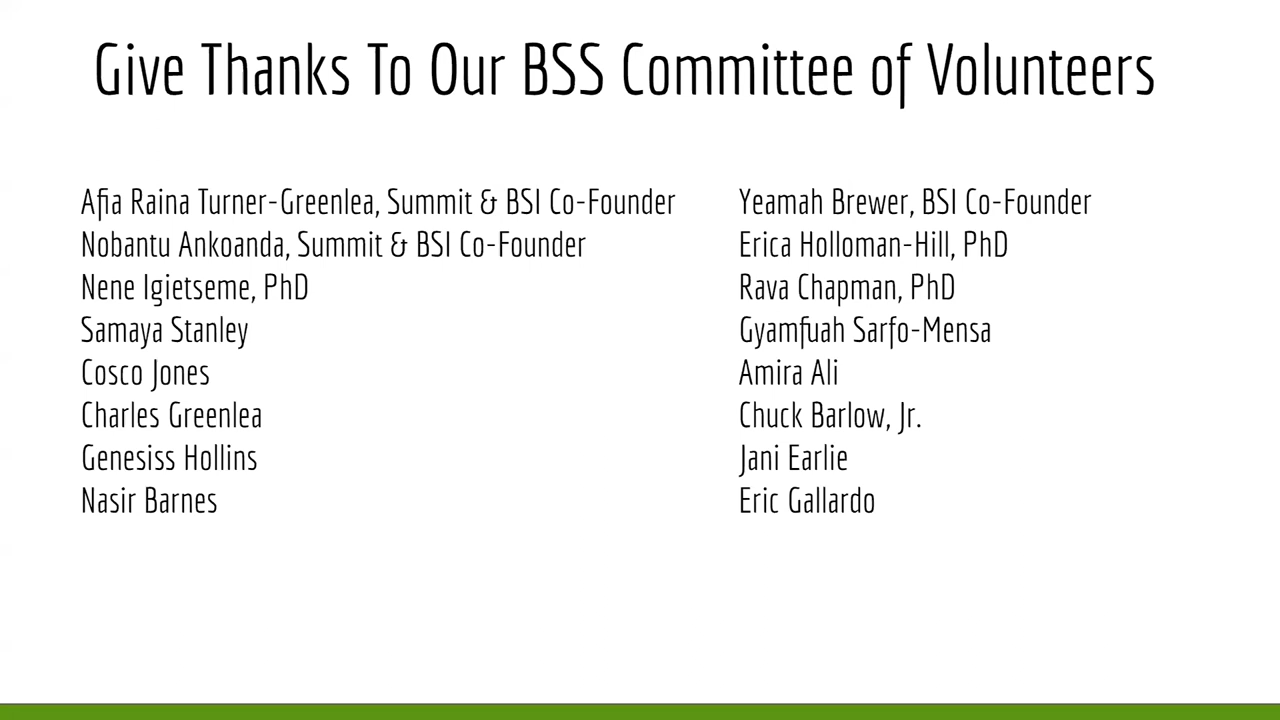 Give Thanks To Our BSS Committee of Volunteers
Afia Raina Turner-Greenlea, Summit & BSI Co-Founder
Nobantu Ankoanda, Summit & BSI Co-Founder
Nene Igietseme, PhD
Samaya Stanley
Cosco Jones
Charles Greenlea
Genesiss Hollins
Nasir Barnes
Yeamah Brewer, BSI Co-Founder
Erica Holloman-Hill, PhD
Rava Chapman, PhD
Gyamfuah Sarfo-Mensa
Amira Ali
Chuck Barlow, Jr.
Jani Earlie
Eric Gallardo